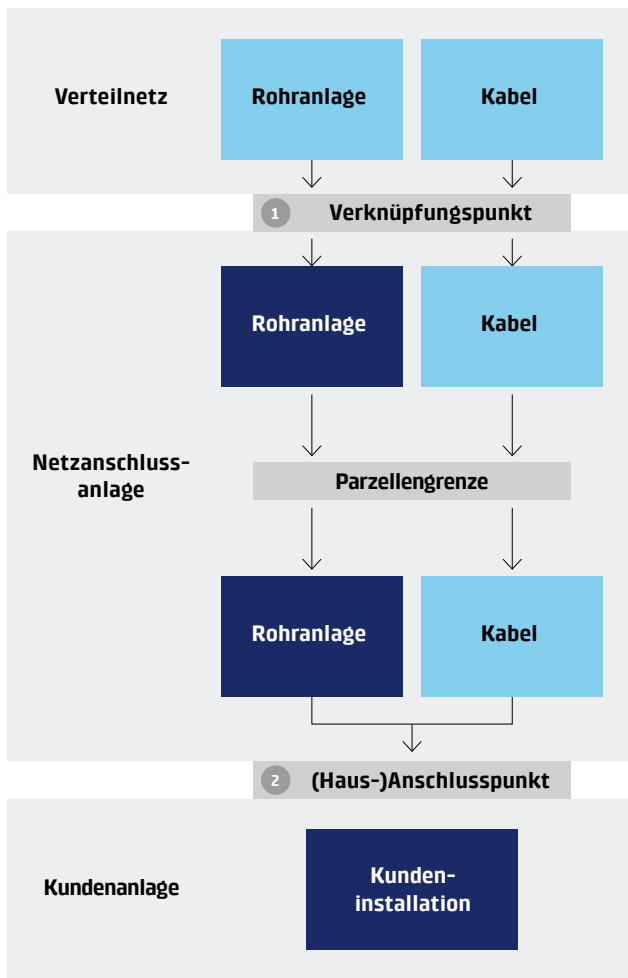 Verteilnetz
Rohranlage
Kabel
1 Verknüpfungspunkt
Rohranlage
Kabel
Netzanschluss-
anlage
Parzellengrenze
Rohranlage
Kabel
2 (Haus-)Anschlusspunkt
Kundenanlage
Kunden-
installation